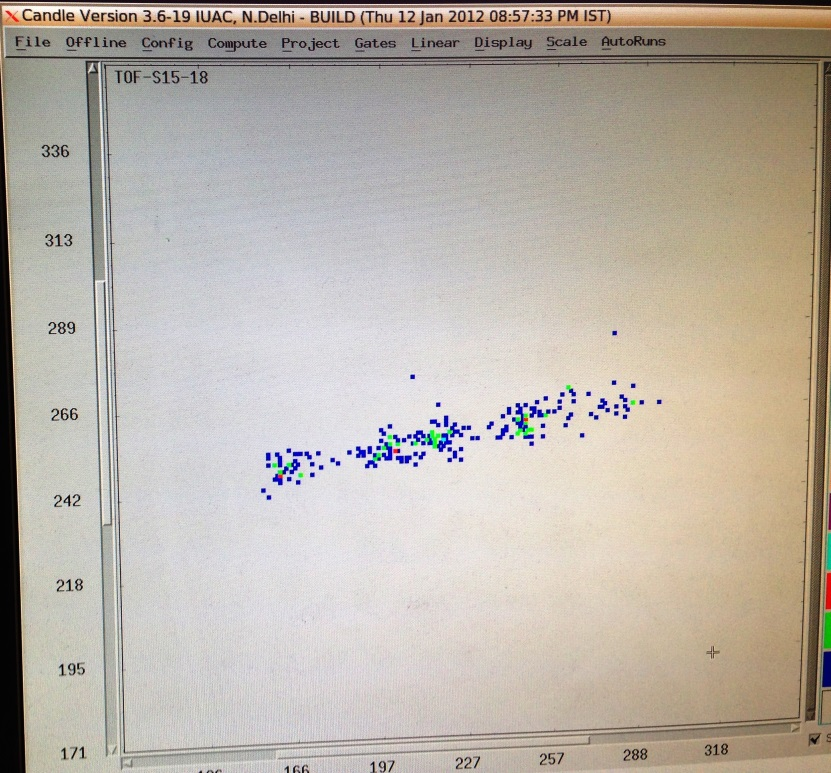 Candle Version 3.6-19 IUAC, N.Delhi - BUILD (Thu 12 Jan 2012 08:57:33 PM IST)
File Offline Config Compute Project Gates Linear Display Scale AutoRuns
TOF-S15-18
336
313
289
266
242
218
195
171
166 197 227 257 288 318